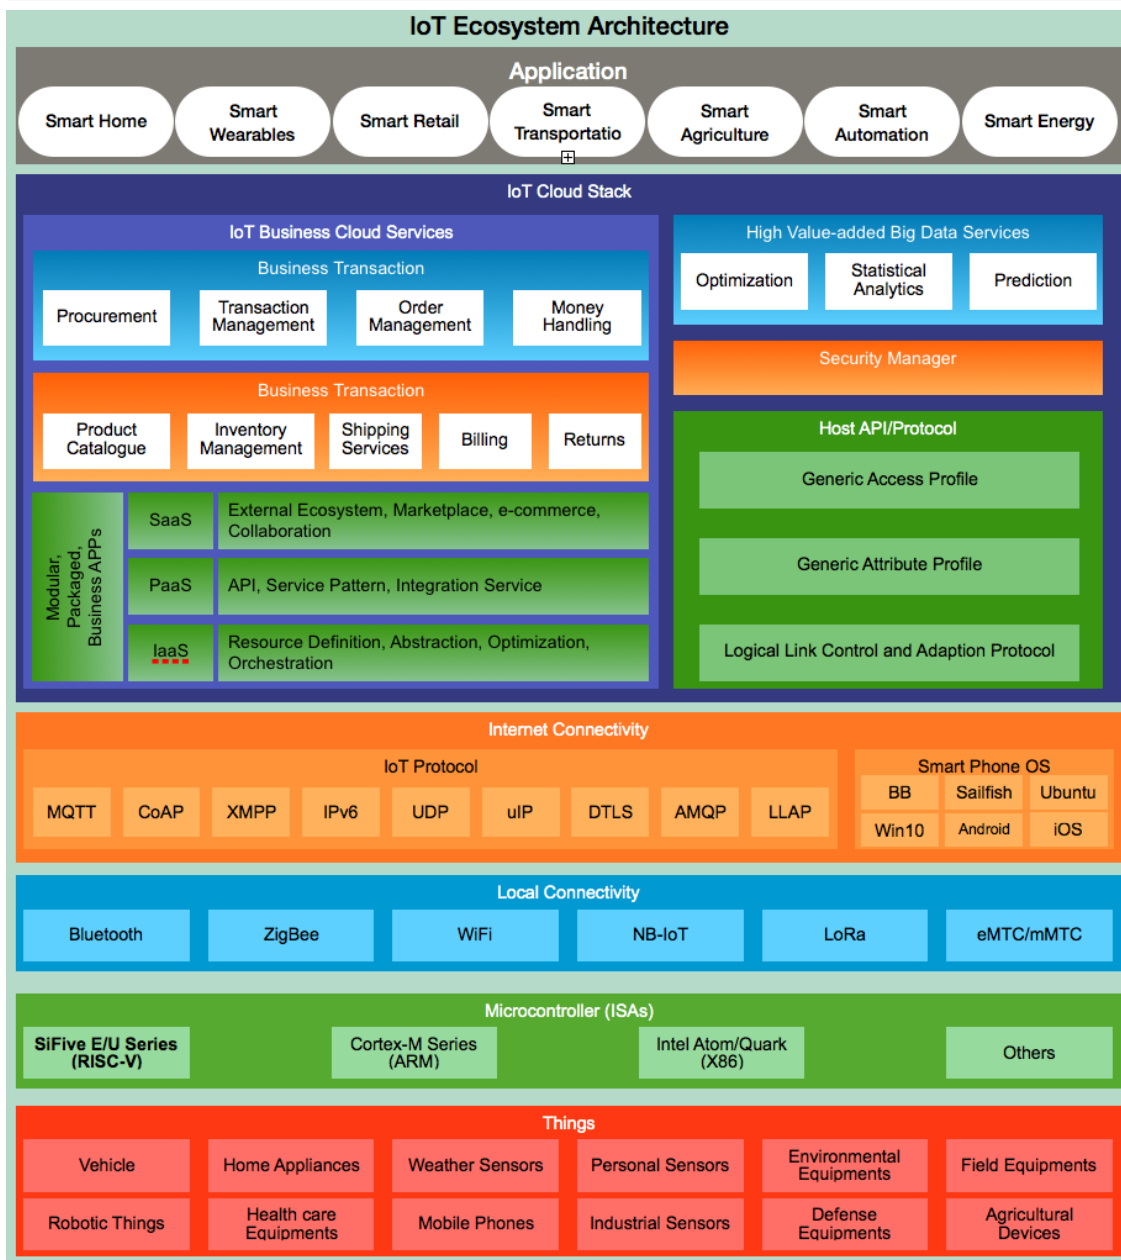 IoT Ecosystem Architecture
Application
Smart Home
Smart
Wearables
Smart Retail
Smart
Transportatio
Smart
Agriculture
Smart
Automation
Smart Energy
IoT Cloud Stack
IoT Business Cloud Services
Business Transaction
Procurement
Transaction
Management
Order
Management
Money
Handling
Business Transaction
Product
Catalogue
Inventory
Management
Shipping
Services
Billing
Returns
Modular,
Packaged,
Business APPs
SaaS
External Ecosystem, Marketplace, e-commerce,
Collaboration
PaaS
API, Service Pattern, Integration Service
IaaS
Resource Definition, Abstraction, Optimization,
Orchestration
High Value-added Big Data Services
Optimization
Statistical
Analytics
Prediction
Security Manager
Host API/Protocol
Generic Access Profile
Generic Attribute Profile
Logical Link Control and Adaption Protocol
Internet Connectivity
IoT Protocol
MQTT
CoAP
XMPP
IPv6
UDP
uIP
DTLS
AMQP
LLAP
Smart Phone OS
BB
Sailfish
Ubuntu
Win10
Android
iOS
Local Connectivity
Bluetooth
ZigBee
WiFi
NB-IoT
LoRa
eMTC/mMTC
Microcontroller (ISAs)
SiFive E/U Series
(RISC-V)
Cortex-M Series
(ARM)
Intel Atom/Quark
(X86)
Others
Things
Vehicle
Home Appliances
Weather Sensors
Personal Sensors
Environmental
Equipments
Field Equipments
Robotic Things
Health care
Equipments
Mobile Phones
Industrial Sensors
Defense
Equipments
Agricultural
Devices